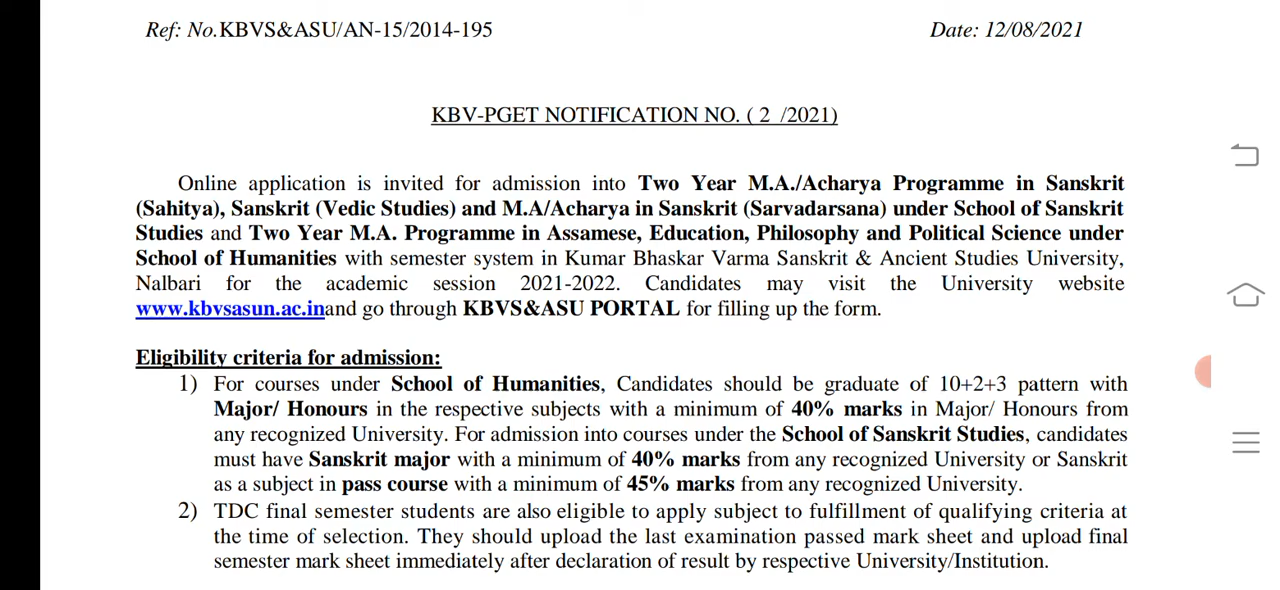 Ref: No.KBVS&ASU/AN-15/2014-195 Date: 12/08/2021
KBV-PGET NOTIFICATION NO. ( 2 /2021)
Online application is invited for admission into Two Year M.A./Acharya Programme in Sanskrit
(Sahitya), Sanskrit (Vedic Studies) and M.A/Acharya in Sanskrit (Sarvadarsana) under School of Sanskrit
Studies and Two Year M.A. Programme in Assamese, Education, Philosophy and Political Science under
School of Humanities with semester system in Kumar Bhaskar Varma Sanskrit & Ancient Studies University,
Nalbari for the academic session 2021-2022. Candidates may visit the University website
www.kbvsasun.ac.inand go through KBVS&ASU PORTAL for filling up the form.
Eligibility criteria for admission:
1) For courses under School of Humanities, Candidates should be graduate of 10+2+3 pattern with
Major/ Honours in the respective subjects with a minimum of 40% marks in Major/ Honours from
any recognized University. For admission into courses under the School of Sanskrit Studies, candidates
must have Sanskrit major with a minimum of 40% marks from any recognized University or Sanskrit
as a subject in pass course with a minimum of 45% marks from any recognized University.
2) TDC final semester students are also eligible to apply subject to fulfillment of qualifying criteria at
the time of selection. They should upload the last examination passed mark sheet and upload final
semester mark sheet immediately after declaration of result by respective University/Institution.